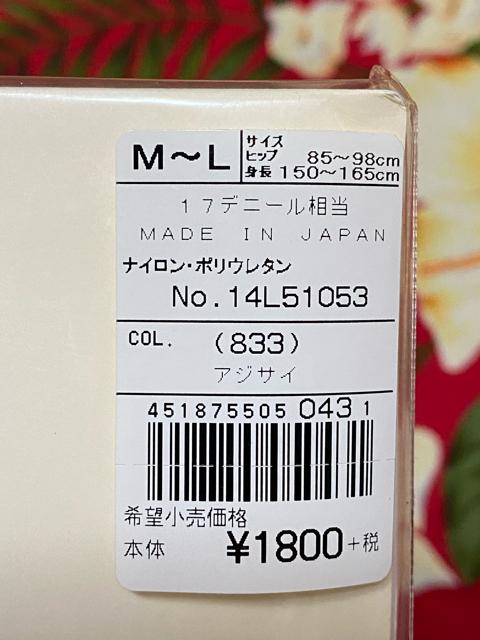 M～L
サイズ
ヒップ 85～98cm
身長 150～165cm
17デニール相当
MADE IN JAPAN
ナイロン・ポリウレタン
No.14L51053
COL. (833)
アジサイ
451875505 043 1
希望小売価格
本体 ¥1800+税